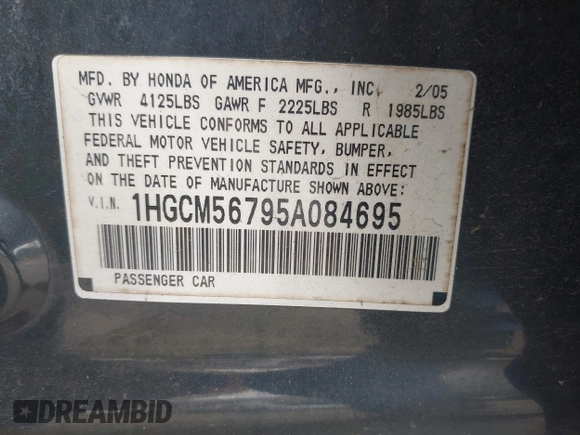 MFD. BY HONDA OF AMERICA MFG., INC. 2/05
GVWR 4125LBS GAWR F 2225LBS R 1985LBS
THIS VEHICLE CONFORMS TO ALL APPLICABLE
FEDERAL MOTOR VEHICLE SAFETY, BUMPER,
AND THEFT PREVENTION STANDARDS IN EFFECT
ON THE DATE OF MANUFACTURE SHOWN ABOVE:
V.I.N. 1HGCM56795A084695
PASSENGER CAR
DREAMBID